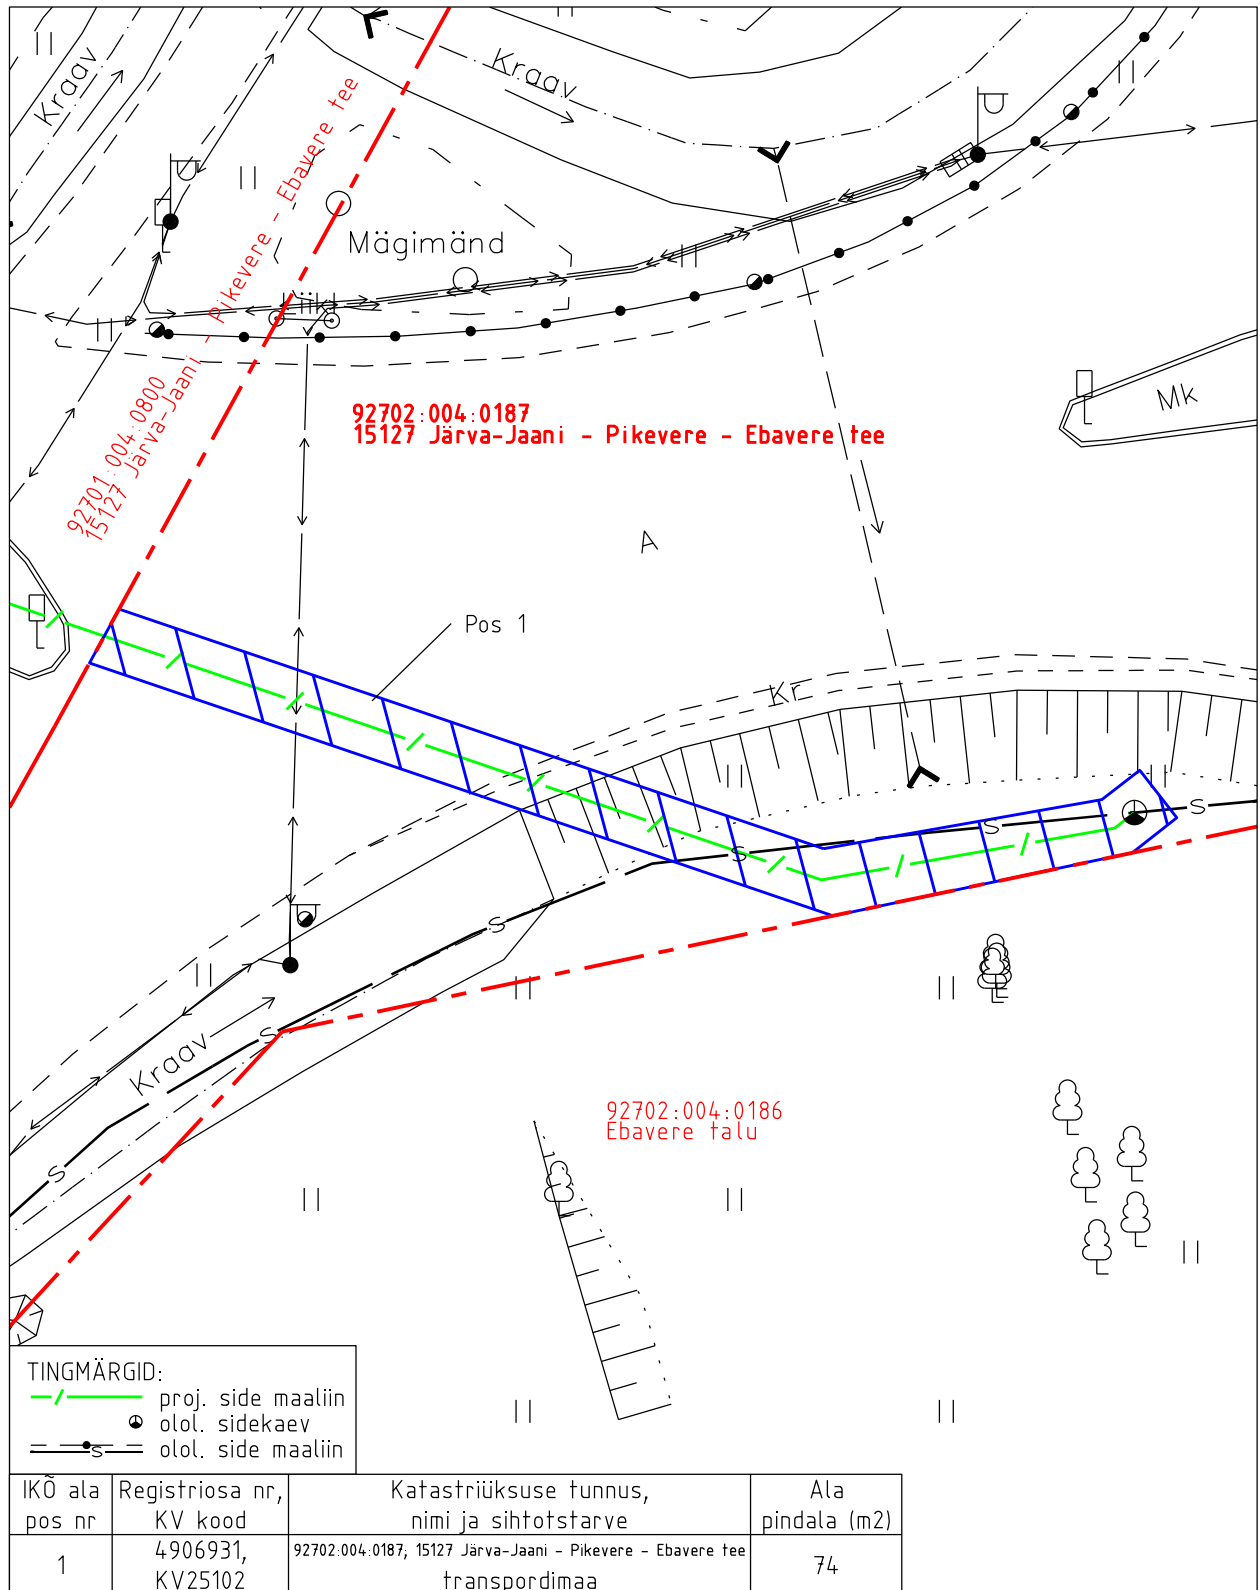 Kraav
Kraav
Mägimänd
liikl
92701:004:0800
15127 Järva-Jaani - Pikevere - Ebavere tee
92702:004:0187
15127 Järva-Jaani - Pikevere - Ebavere tee
Mk
A
Pos 1
Kr
S
S
S
S
S
S
Kraav
92702:004:0186
Ebavere talu
TINGMÄRGID:
proj. side maaliin
olol. sidekaev
S olol. side maaliin
IKÕ ala pos nr
Registriosa nr, KV kood
Katastriüksuse tunnus, nimi ja sihtotstarve
Ala pindala (m2)
1
4906931, KV25102
92702:004:0187, 15127 Järva-Jaani - Pikevere - Ebavere tee
transpordimaa
74